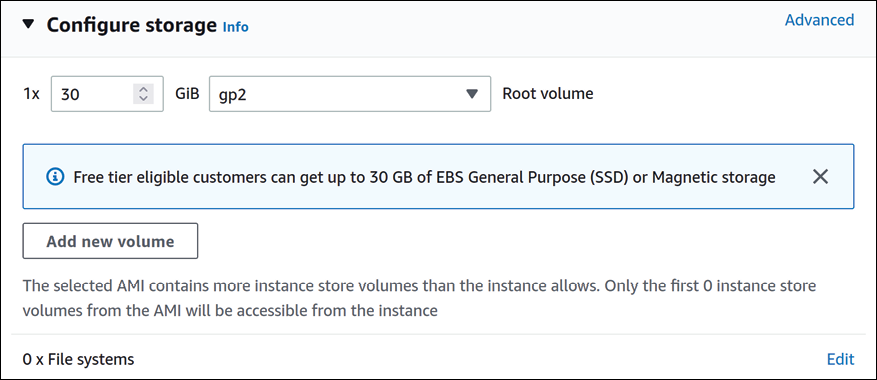 Configure storage Info Advanced
1x 30 GiB gp2 Root volume
Free tier eligible customers can get up to 30 GB of EBS General Purpose (SSD) or Magnetic storage
Add new volume
The selected AMI contains more instance store volumes than the instance allows. Only the first 0 instance store
volumes from the AMI will be accessible from the instance
0 x File systems Edit